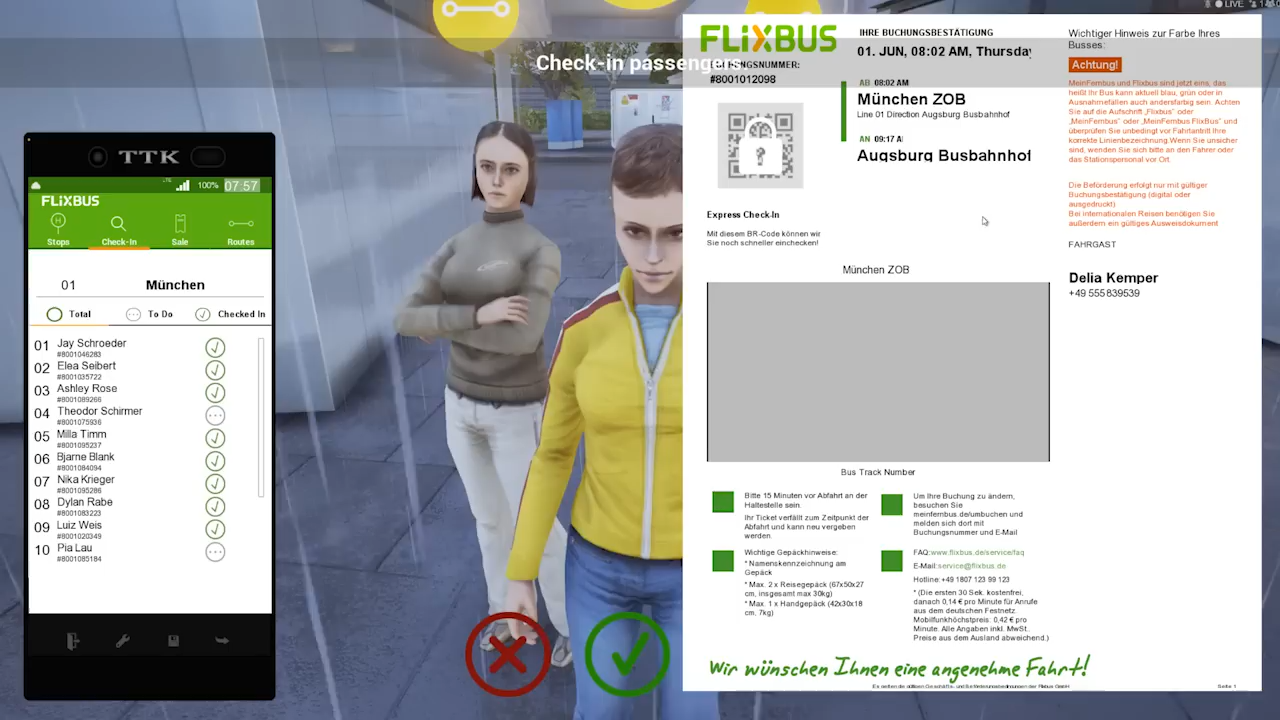 LIVE
Check-in passengers
TTK
100%
07:57
FLiXBUS
Stops
Check-In
Sale
Routes
01 München
Total
To Do
Checked In
01 Jay Schroeder
#8001046283
02 Elea Seibert
#8001035722
03 Ashley Rose
#8001089266
04 Theodor Schirmer
#8001075936
05 Milla Timm
#8001095237
06 Bjarne Blank
#8001084094
07 Nika Krieger
#8001095286
08 Dylan Rabe
#8001083223
09 Luiz Weis
#8001020349
10 Pia Lau
#8001085184
FLiXBUS
#8001012098
IHRE BUCHUNGSBESTÄTIGUNG
01. JUN, 08:02 AM, Thursday
AB 08:02 AM
München ZOB
Line 01 Direction Augsburg Busbahnhof
AN 09:17 A
Augsburg Busbahnhof
Express Check-In
Mit diesem BR-Code können wir
Sie noch schneller einchecken!
München ZOB
Bus Track Number
Bitte 15 Minuten vor Abfahrt an der
Haltestelle sein.
Ihr Ticket verfällt zum Zeitpunkt der
Abfahrt und kann neu vergeben
werden.
Wichtige Gepäckhinweise:
* Namenskennzeichnung am
Gepäck
* Max. 2 x Reisegepäck (67x50x27
cm, insgesamt max 30kg)
* Max. 1 x Handgepäck (42x30x18
cm, 7kg)
Um Ihre Buchung zu ändern,
besuchen Sie
meinfernbus.de/umbuchen und
melden sich dort mit
Buchungsnummer und E-Mail
FAQ:www.flixbus.de/service/faq
E-Mail:service@flixbus.de
Hotline:+49 1807 123 99 123
* (Die ersten 30 Sek. kostenfrei,
danach 0,14 € pro Minute für Anrufe
aus dem deutschen Festnetz.
Mobilfunkhöchstpreis: 0,42 € pro
Minute. Alle Angaben inkl. MwSt..
Preise aus dem Ausland abweichend.)
Wir wünschen Ihnen eine angenehme Fahrt!
Seite 1
Wichtiger Hinweis zur Farbe Ihres
Busses:
Achtung!
MeinFernbus und Flixbus sind jetzt eins, das
heißt Ihr Bus kann aktuell blau, grün oder in
Ausnahmefällen auch andersfarbig sein. Achten
Sie auf die Aufschrift „Flixbus“ oder
„MeinFernbus“ oder „MeinFernbus FlixBus“ und
überprüfen Sie unbedingt vor Fahrtantritt Ihre
korrekte Linienbezeichnung.Wenn Sie unsicher
sind, wenden Sie sich bitte an den Fahrer oder
das Stationspersonal vor Ort.
Die Beförderung erfolgt nur mit gültiger
Buchungsbestätigung (digital oder
ausgedruckt)
Bei internationalen Reisen benötigen Sie
außerdem ein gültiges Ausweisdokument
FAHRGAST
Delia Kemper
+49 555 839539